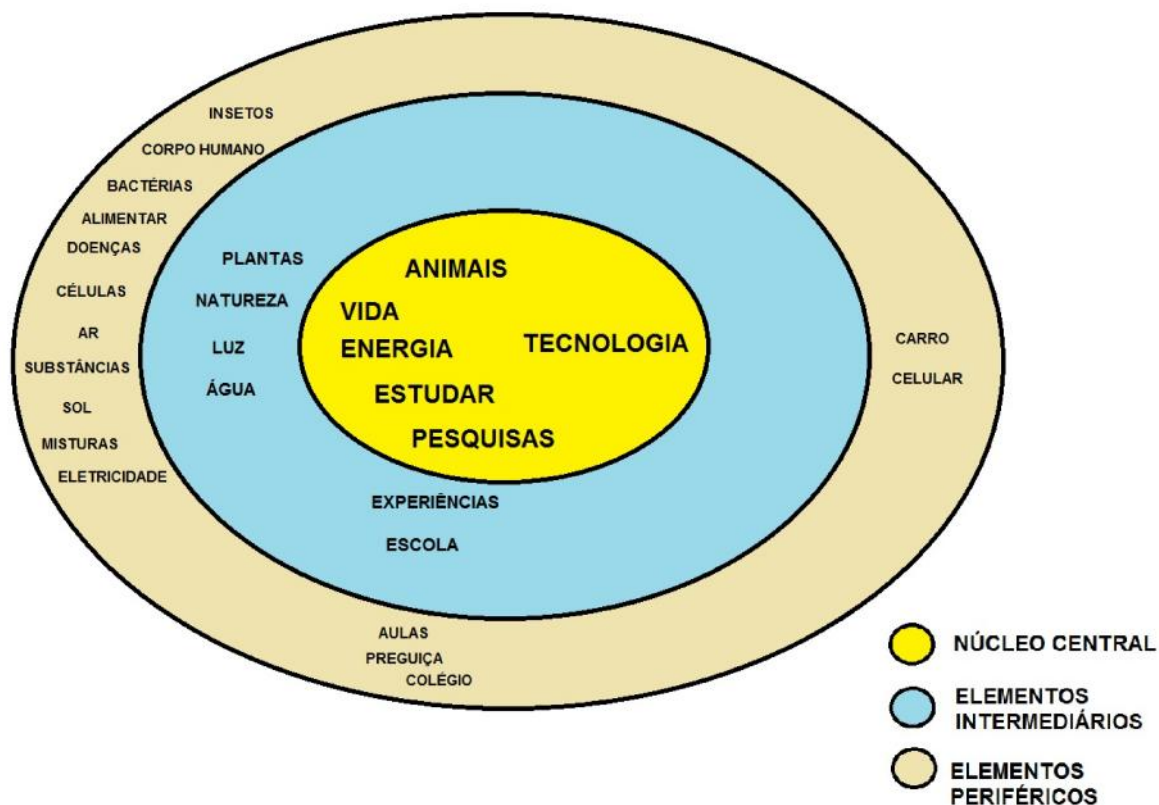 INSETOS
CORPO HUMANO
BACTÉRIAS
ALIMENTAR
DOENÇAS
CÉLULAS
AR
SUBSTÂNCIAS
SOL
MISTURAS
ELETRICIDADE
PLANTAS
NATUREZA
LUZ
ÁGUA
ANIMAIS
VIDA
ENERGIA
TECNOLOGIA
ESTUDAR
PESQUISAS
EXPERIÊNCIAS
ESCOLA
CARRO
CELULAR
AULAS
PREGUIÇA
COLÉGIO
NÚCLEO CENTRAL
ELEMENTOS
INTERMEDIÁRIOS
ELEMENTOS
PERIFÉRICOS